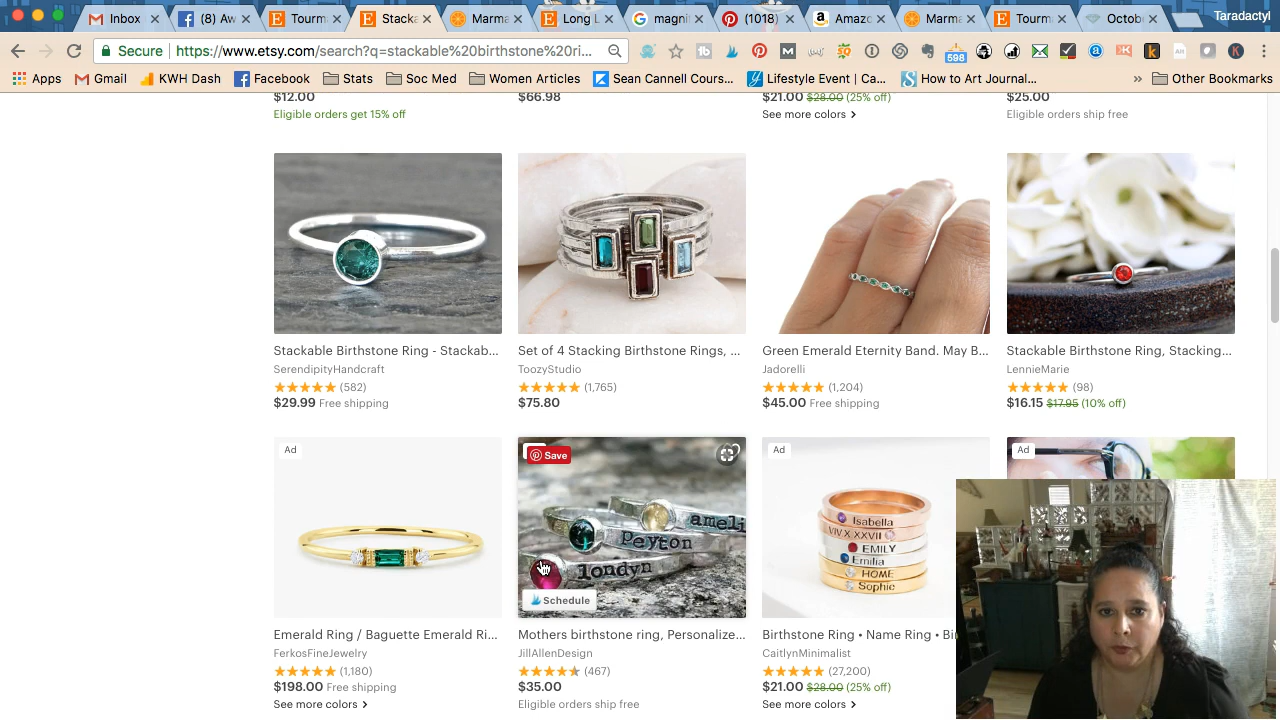 Inbox
(8) Aw
Tourma
Stacka
Marma
Long L
magni
(1018)
Amazo
Marma
Tourm
Octob
Taradactyl
Secure
https://www.etsy.com/search?q=stackable%20birthstone%20ri...
598
Apps
Gmail
KWH Dash
Facebook
Stats
Soc Med
Women Articles
Sean Cannell Cours...
Lifestyle Event | Ca...
How to Art Journal...
»
Other Bookmarks
$12.00
Eligible orders get 15% off
$66.98
$21.00 $28.00 (25% off)
See more colors >
$25.00
Eligible orders ship free
Stackable Birthstone Ring - Stackab...
SerendipityHandcraft
(582)
$29.99 Free shipping
Set of 4 Stacking Birthstone Rings, ...
ToozyStudio
(1,765)
$75.80
Green Emerald Eternity Band. May B...
Jadorelli
(1,204)
$45.00 Free shipping
Stackable Birthstone Ring, Stacking...
LennieMarie
(98)
$16.15 $17.95 (10% off)
Ad
Emerald Ring / Baguette Emerald Ri...
FerkosFineJewelry
(1,180)
$198.00 Free shipping
See more colors >
Save
ameli
Peyton
londyn
Schedule
Mothers birthstone ring, Personalize...
JillAllenDesign
(467)
$35.00
Eligible orders ship free
Ad
Isabella
VIV X XXVII
EMILY
Emilia
HOME
Sophie
Birthstone Ring • Name Ring • Bi
CaitlynMinimalist
(27,200)
$21.00 $28.00 (25% off)
See more colors >
Ad